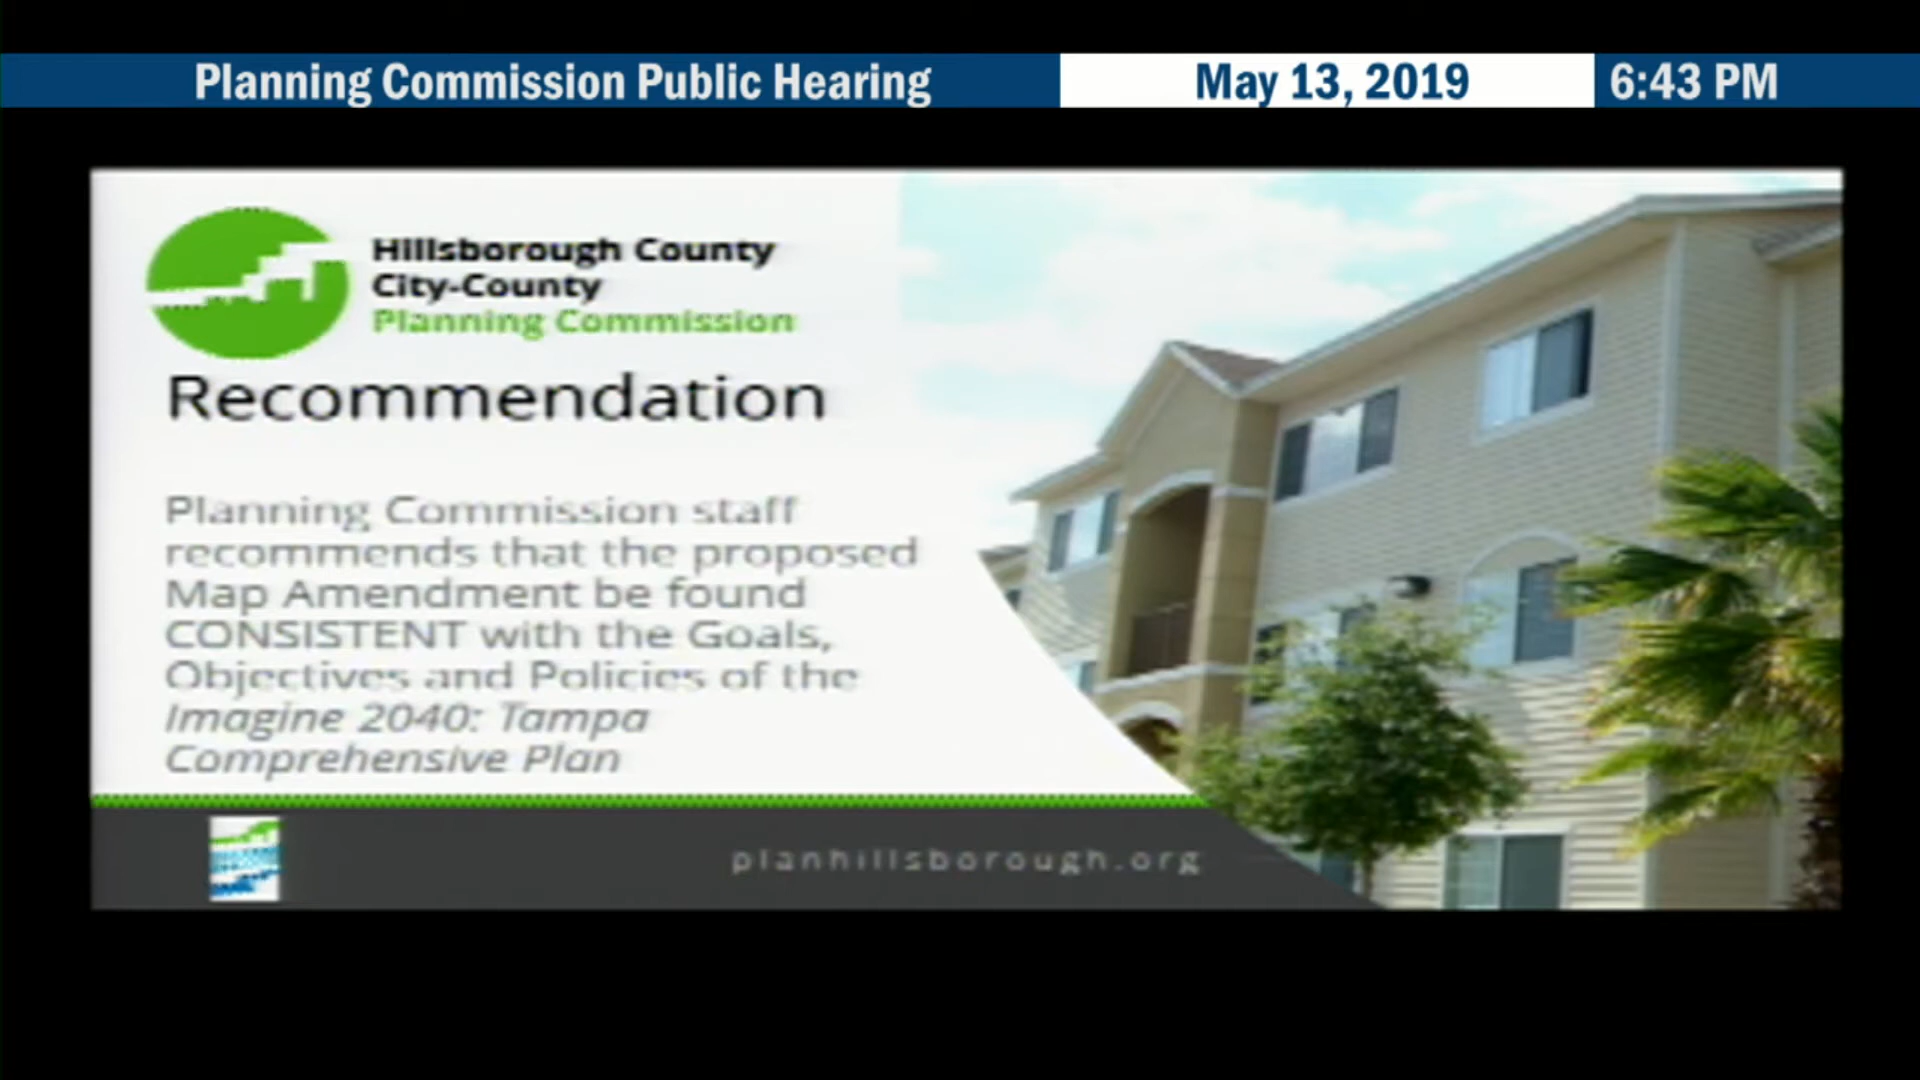 Planning Commission Public Hearing May 13, 2019 6:43 PM
Hillsborough County
City-County
Planning Commission
Recommendation
Planning Commission staff
recommends that the proposed
Map Amendment be found
CONSISTENT with the Goals,
Objectives and Policies of the
Imagine 2040: Tampa
Comprehensive Plan
planhillsborough.org